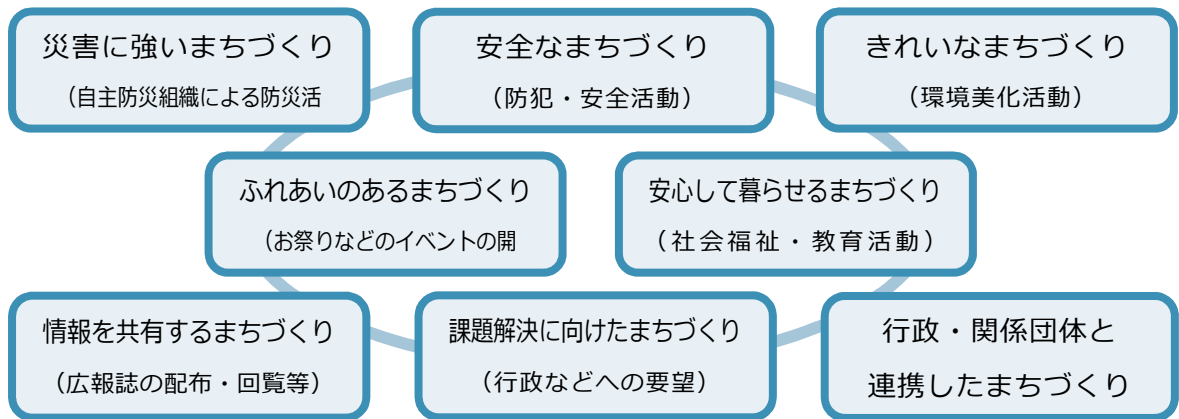 災害に強いまちづくり
（自主防災組織による防災活
安全なまちづくり
（防犯・安全活動）
きれいなまちづくり
（環境美化活動）
ふれあいのあるまちづくり
（お祭りなどのイベントの開
安心して暮らせるまちづくり
（社会福祉・教育活動）
情報を共有するまちづくり
（広報誌の配布・回覧等）
課題解決に向けたまちづくり
（行政などへの要望）
行政・関係団体と
連携したまちづくり